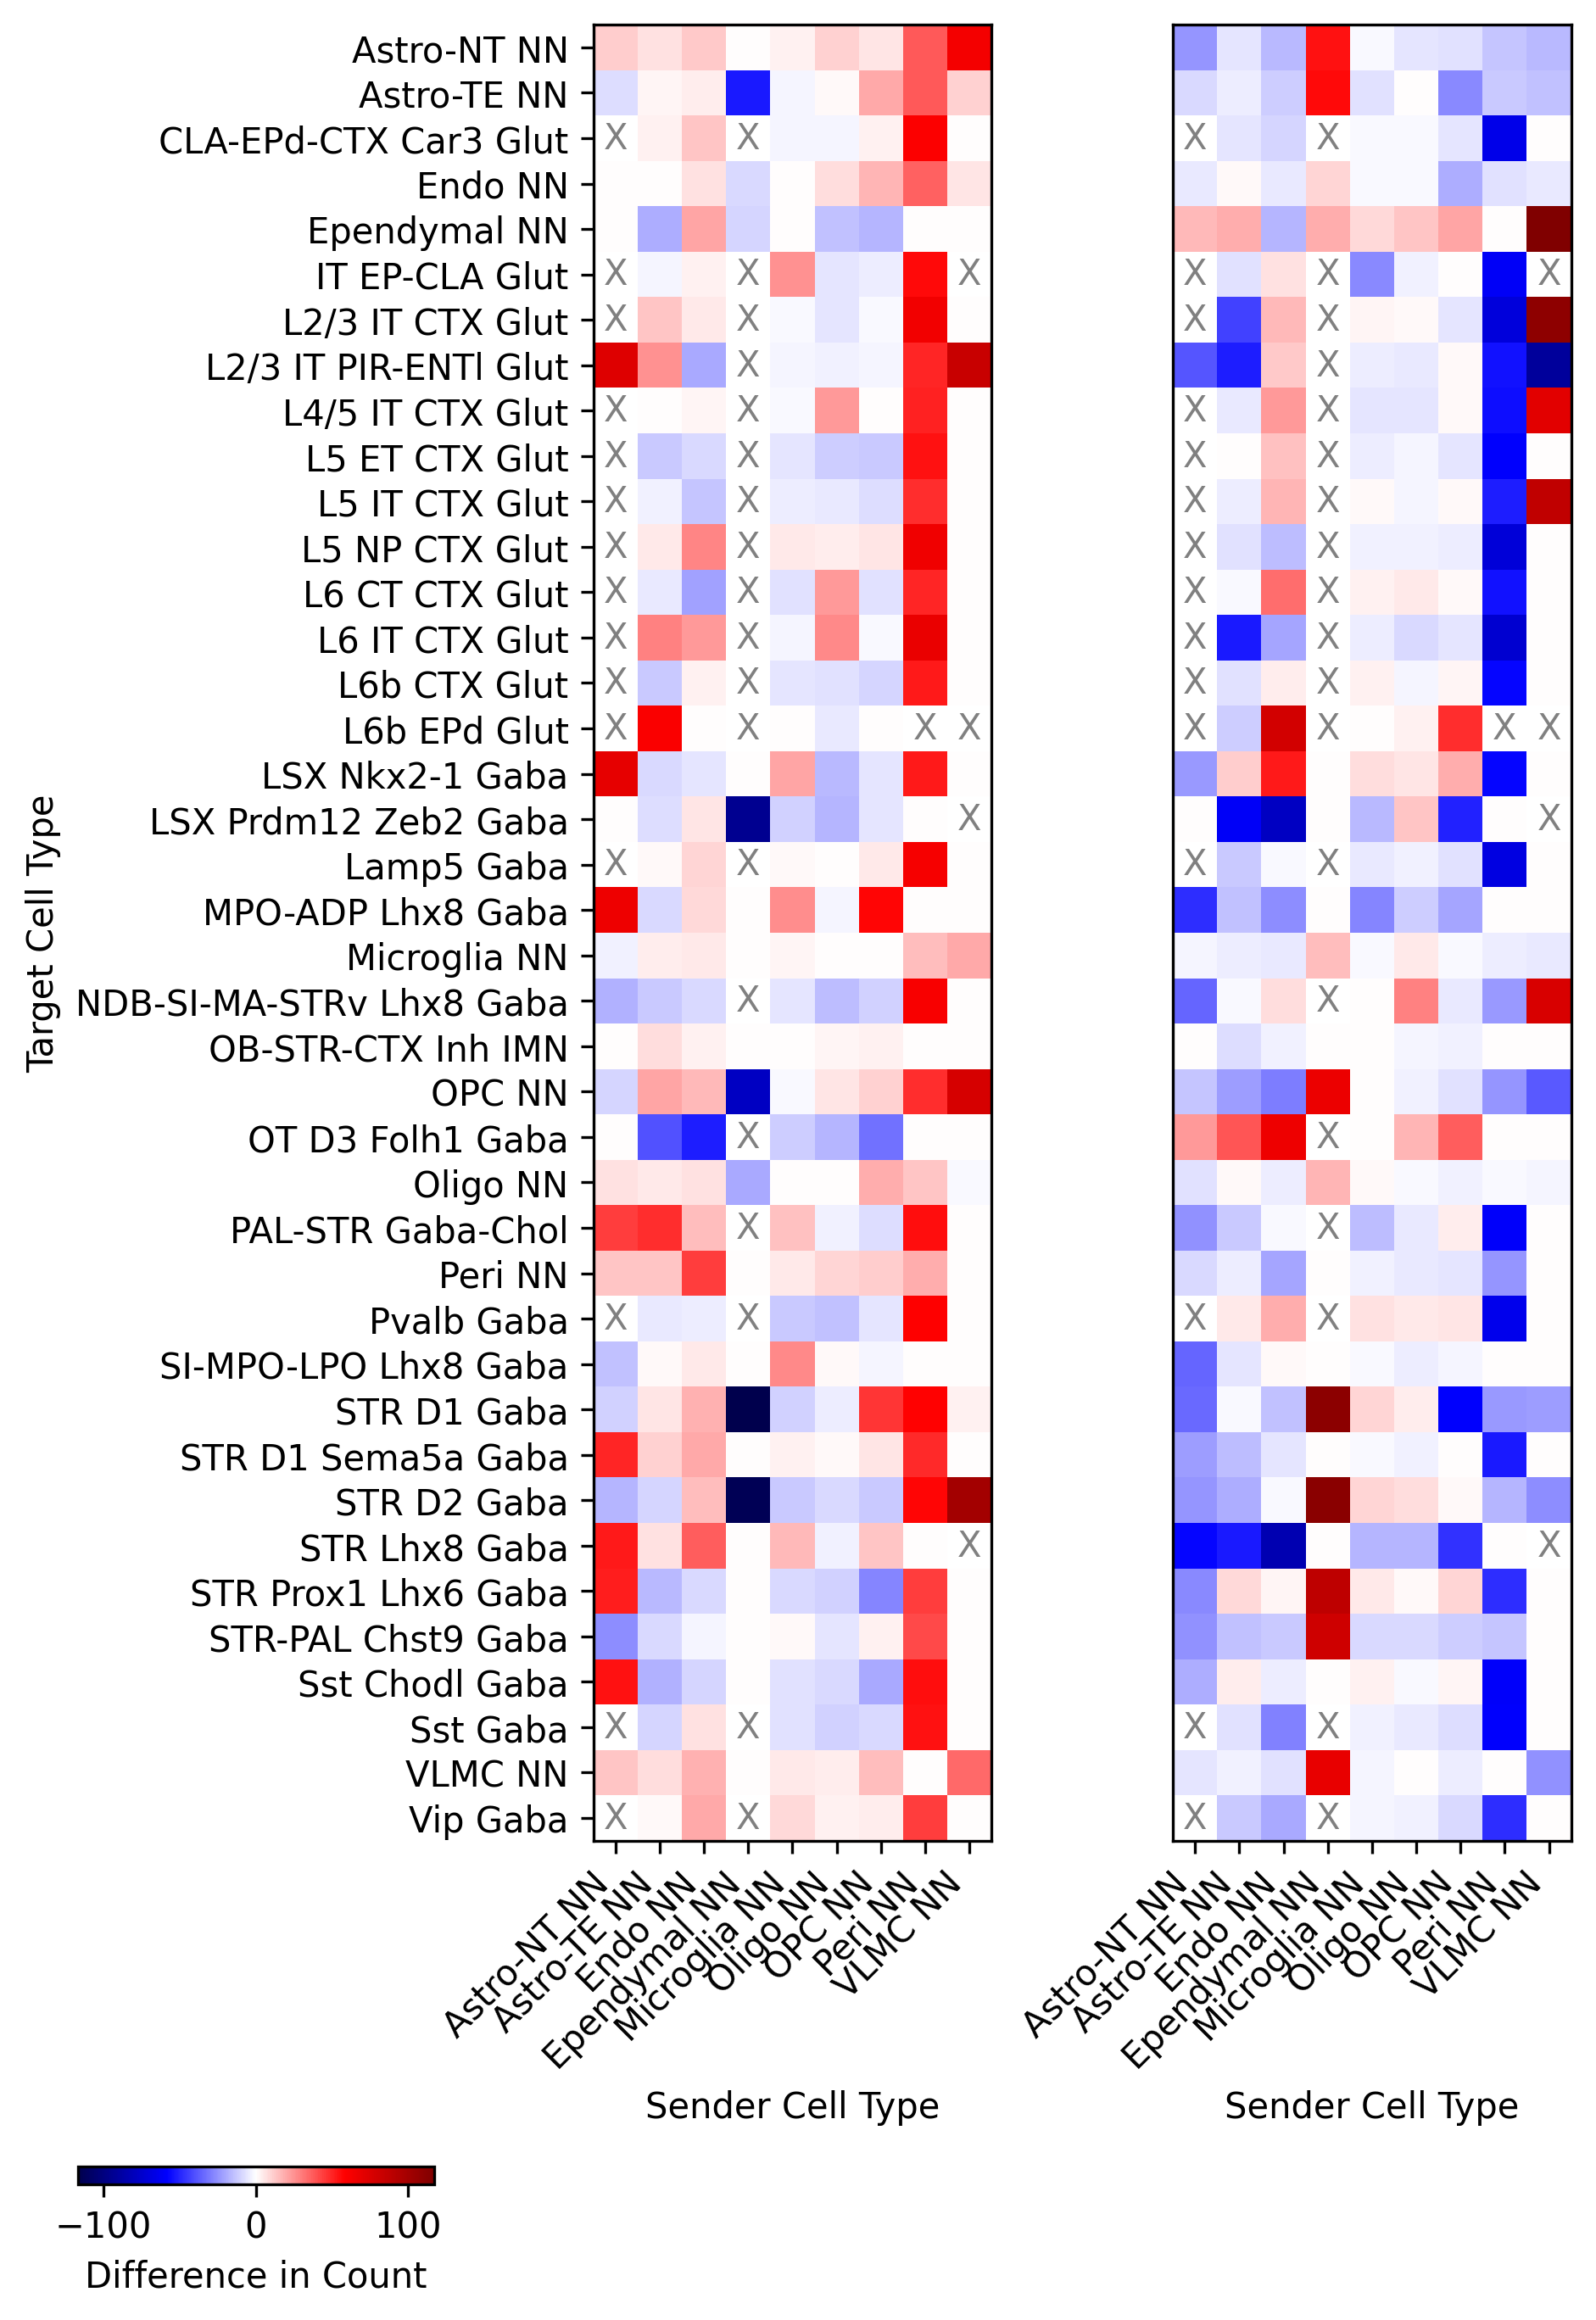 Target Cell Type
Astro-NT NN
Astro-TE NN
CLA-EPd-CTX Car3 Glut
X X X X
Endo NN
Ependymal NN
IT EP-CLA Glut
X X X X X X
L2/3 IT CTX Glut
X X X X
L2/3 IT PIR-ENTl Glut
X X
L4/5 IT CTX Glut
X X X X
L5 ET CTX Glut
X X X X
L5 IT CTX Glut
X X X X
L5 NP CTX Glut
X X X X
L6 CT CTX Glut
X X X X
L6 IT CTX Glut
X X X X
L6b CTX Glut
X X X X
L6b EPd Glut
X X X X X X X X
LSX Nkx2-1 Gaba
LSX Prdm12 Zeb2 Gaba
X X
Lamp5 Gaba
X X X X
MPO-ADP Lhx8 Gaba
Microglia NN
NDB-SI-MA-STRv Lhx8 Gaba
X X
OB-STR-CTX Inh IMN
OPC NN
OT D3 Folh1 Gaba
X X
Oligo NN
PAL-STR Gaba-Chol
X X
Peri NN
Pvalb Gaba
X X X X
SI-MPO-LPO Lhx8 Gaba
STR D1 Gaba
STR D1 Sema5a Gaba
STR D2 Gaba
STR Lhx8 Gaba
X X
STR Prox1 Lhx6 Gaba
STR-PAL Chst9 Gaba
Sst Chodl Gaba
Sst Gaba
X X X X
VLMC NN
Vip Gaba
X X X X
Astro-NT NN
Astro-TE NN
Endo NN
Ependymal NN
Microglia NN
Oligo NN
OPC NN
Peri NN
VLMC NN
Sender Cell Type
Astro-NT NN
Astro-TE NN
Endo NN
Ependymal NN
Microglia NN
Oligo NN
OPC NN
Peri NN
VLMC NN
Sender Cell Type
−100 0 100
Difference in Count